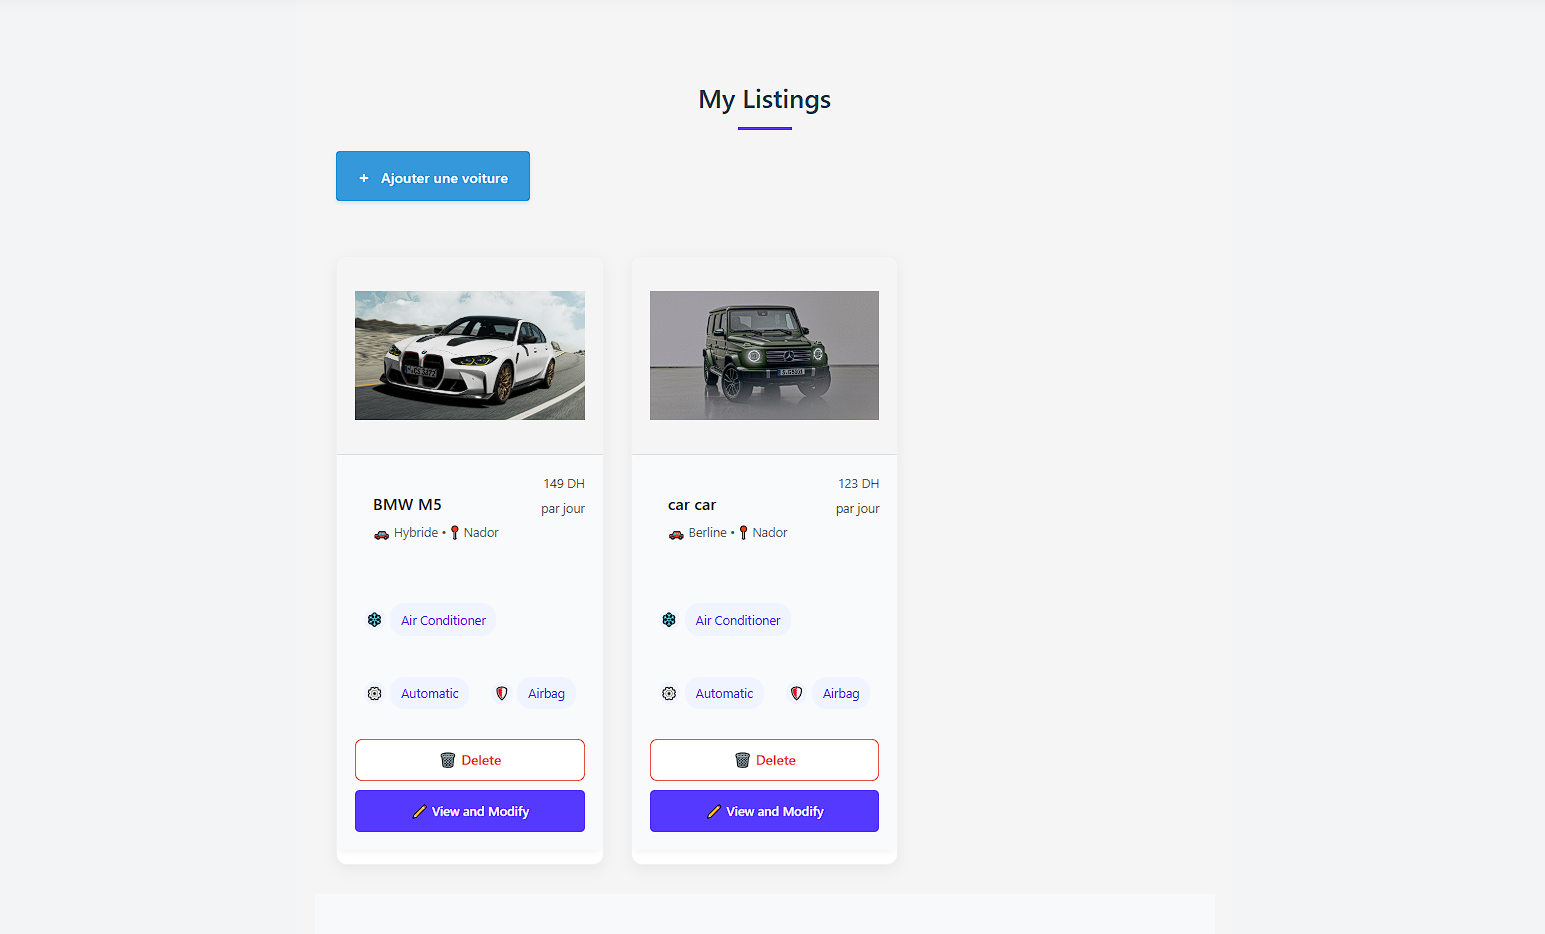 My Listings
+ Ajouter une voiture
149 DH
BMW M5
par jour
Hybride • Nador
Air Conditioner
Automatic Airbag
Delete
View and Modify
123 DH
car car
par jour
Berline • Nador
Air Conditioner
Automatic Airbag
Delete
View and Modify